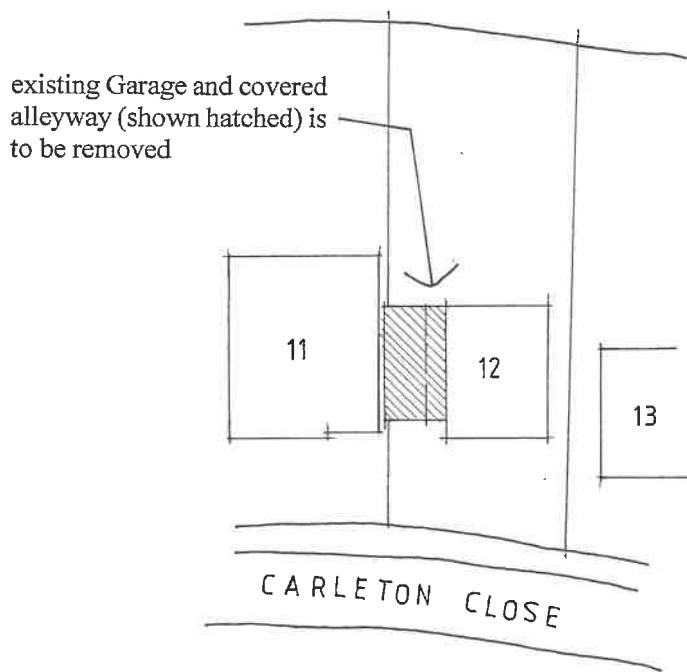 existing Garage and covered
alleyway (shown hatched) is
to be removed
11
12
13
CARLETON CLOSE